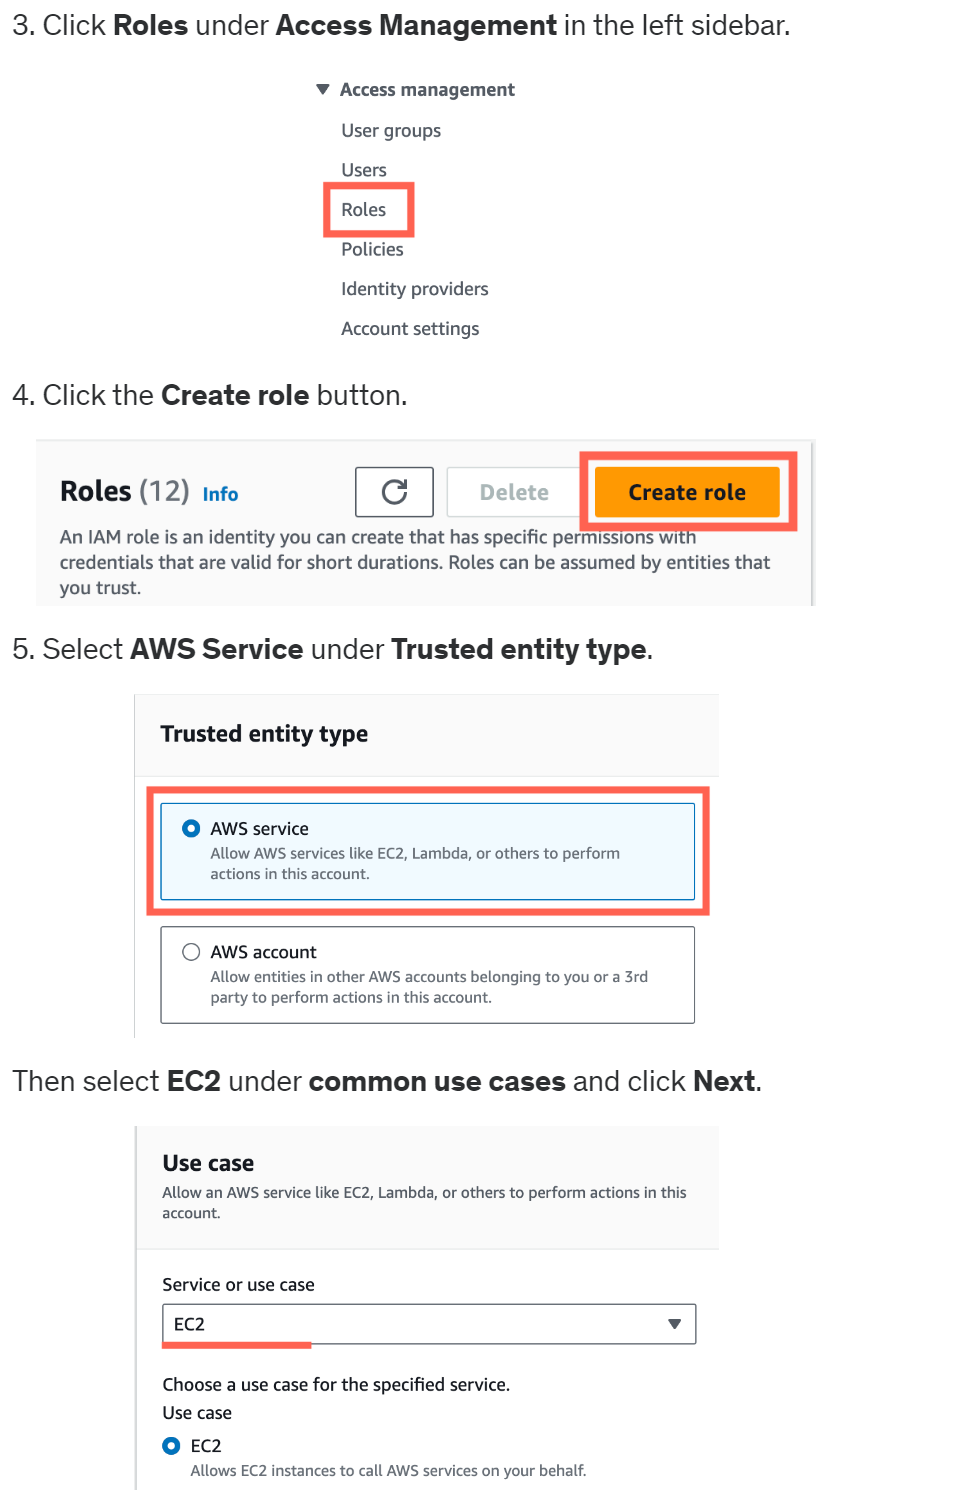 3. Click Roles under Access Management in the left sidebar.
▼ Access management
User groups
Users
Roles
Policies
Identity providers
Account settings
4. Click the Create role button.
Roles (12) Info
Delete
Create role
An IAM role is an identity you can create that has specific permissions with
credentials that are valid for short durations. Roles can be assumed by entities that
you trust.
5. Select AWS Service under Trusted entity type.
Trusted entity type
AWS service
Allow AWS services like EC2, Lambda, or others to perform
actions in this account.
AWS account
Allow entities in other AWS accounts belonging to you or a 3rd
party to perform actions in this account.
Then select EC2 under common use cases and click Next.
Use case
Allow an AWS service like EC2, Lambda, or others to perform actions in this
account.
Service or use case
EC2
Choose a use case for the specified service.
Use case
EC2
Allows EC2 instances to call AWS services on your behalf.